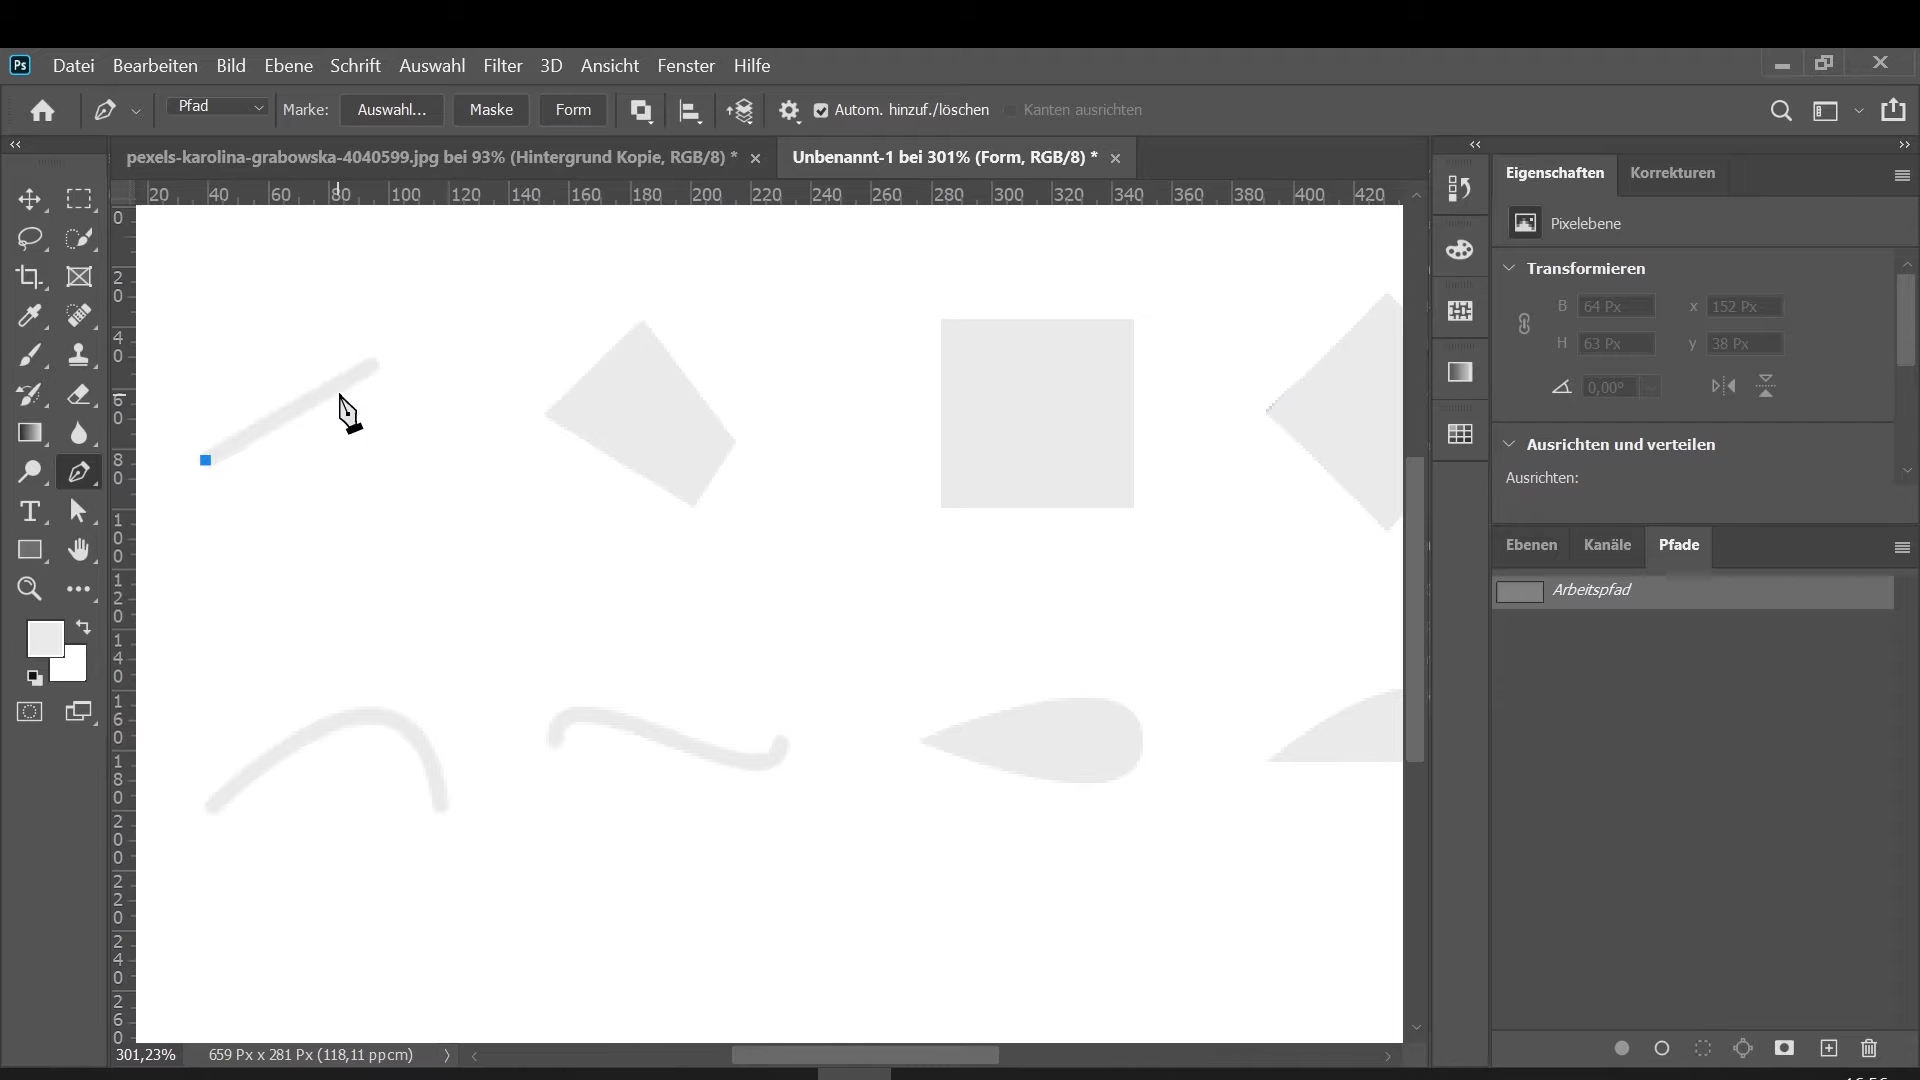 Ps Datei Bearbeiten Bild Ebene Schrift Auswahl Filter 3D Ansicht Fenster Hilfe
Pfad Marke: Auswahl... Maske Form Autom. hinzuf./löschen Kanten ausrichten
pexels-karolina-grabowska-4040599.jpg bei 93% (Hintergrund Kopie, RGB/8) * Unbenannt-1 bei 301% (Form, RGB/8) *
20 40 60 80 100 120 140 160 180 200 220 240 260 280 300 320 340 360 380 400 420
0
20
40
60
80
100
120
140
160
180
200
220
240
260
Eigenschaften Korrekturen
Pixelebene
Transformieren
B 64 Px x 152 Px
H 63 Px y 38 Px
0,00°
Ausrichten und verteilen
Ausrichten:
Ebenen Kanäle Pfade
Arbeitspfad
301,23% 659 Px x 281 Px (118,11 ppcm)